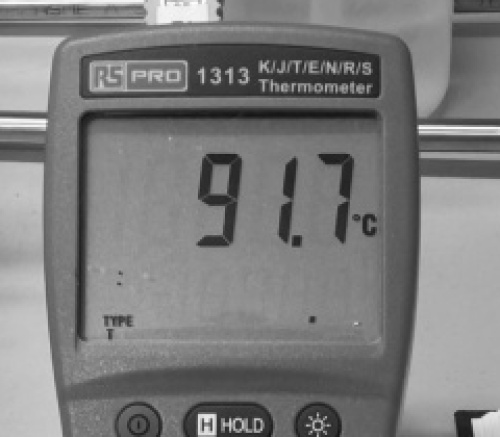 RS PRO 1313 K/J/T/E/N/R/S
Thermometer
91.7 °C
TYPE
T
H HOLD